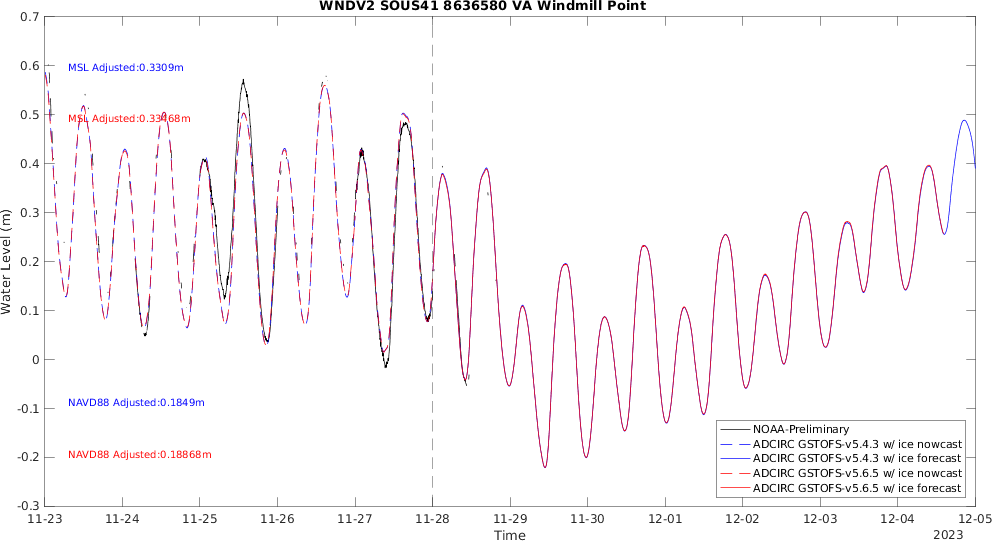 WNDV2 SOUS41 8636580 VA Windmill Point
0.7
0.6
0.5
0.4
0.3
0.2
0.1
0
-0.1
-0.2
-0.3
Water Level (m)
MSL Adjusted:0.3309m
MSL Adjusted:0.33468m
NAVD88 Adjusted:0.1849m
NAVD88 Adjusted:0.18868m
NOAA-Preliminary
ADCIRC GSTOFS-v5.4.3 w/ ice nowcast
ADCIRC GSTOFS-v5.4.3 w/ ice forecast
ADCIRC GSTOFS-v5.6.5 w/ ice nowcast
ADCIRC GSTOFS-v5.6.5 w/ ice forecast
11-23 11-24 11-25 11-26 11-27 11-28 11-29 11-30 12-01 12-02 12-03 12-04 12-05
Time
2023